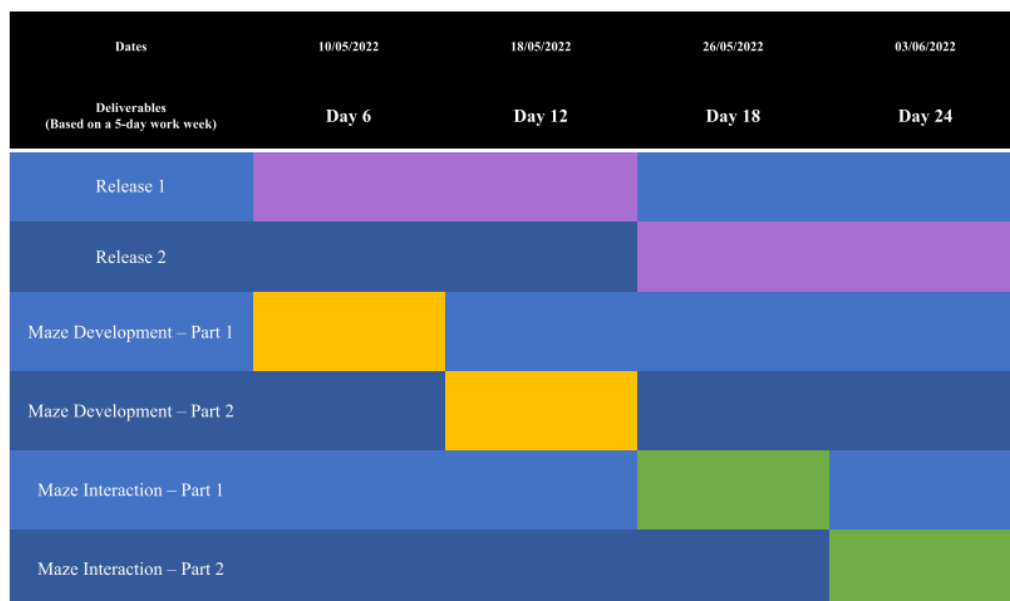 Dates 10/05/2022 18/05/2022 26/05/2022 03/06/2022
Deliverables
(Based on a 5-day work week) Day 6 Day 12 Day 18 Day 24
Release 1
Release 2
Maze Development – Part 1
Maze Development – Part 2
Maze Interaction – Part 1
Maze Interaction – Part 2